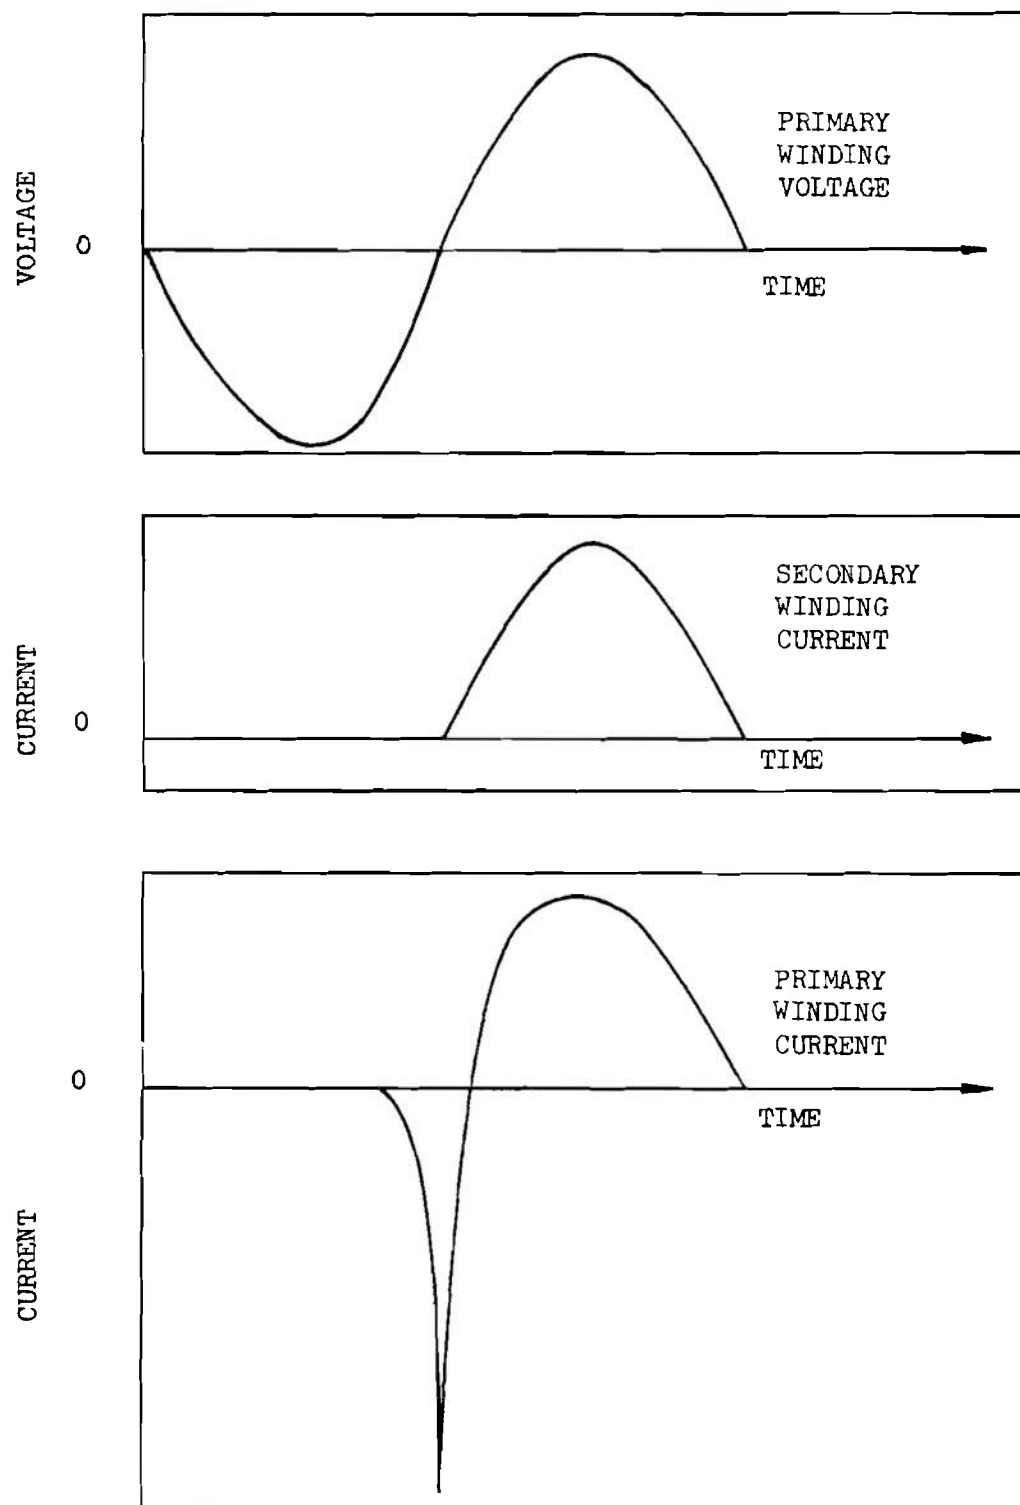 VOLTAGE
0
PRIMARY
WINDING
VOLTAGE
TIME
CURRENT
0
SECONDARY
WINDING
CURRENT
TIME
CURRENT
0
PRIMARY
WINDING
CURRENT
TIME